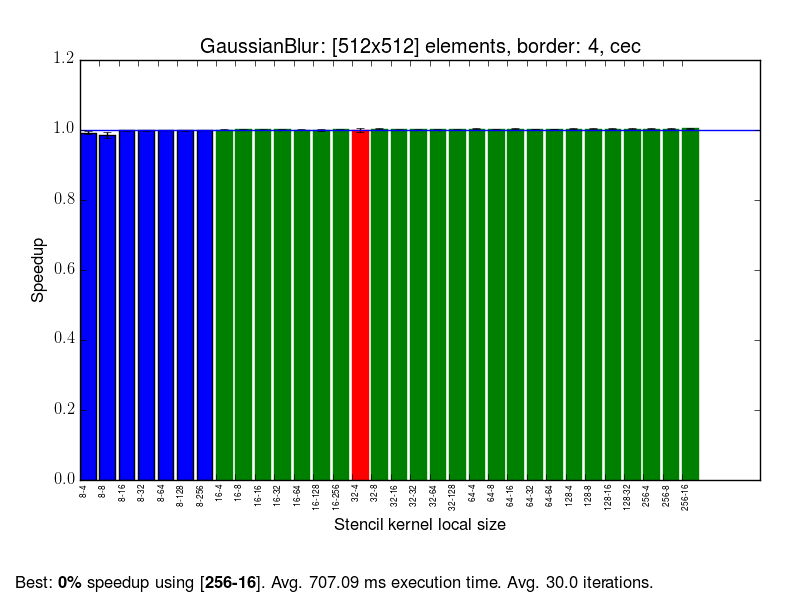 GaussianBlur: [512x512] elements, border: 4, cec
1.2
1.0
0.8
0.6
0.4
0.2
0.0
Speedup
8-4 8-8 8-16 8-32 8-64 8-128 8-256 16-4 16-8 16-16 16-32 16-64 16-128 16-256 32-4 32-8 32-16 32-32 32-64 32-128 64-4 64-8 64-16 64-32 64-64 128-4 128-8 128-16 128-32 256-4 256-8 256-16
Stencil kernel local size
Best: 0% speedup using [256-16]. Avg. 707.09 ms execution time. Avg. 30.0 iterations.